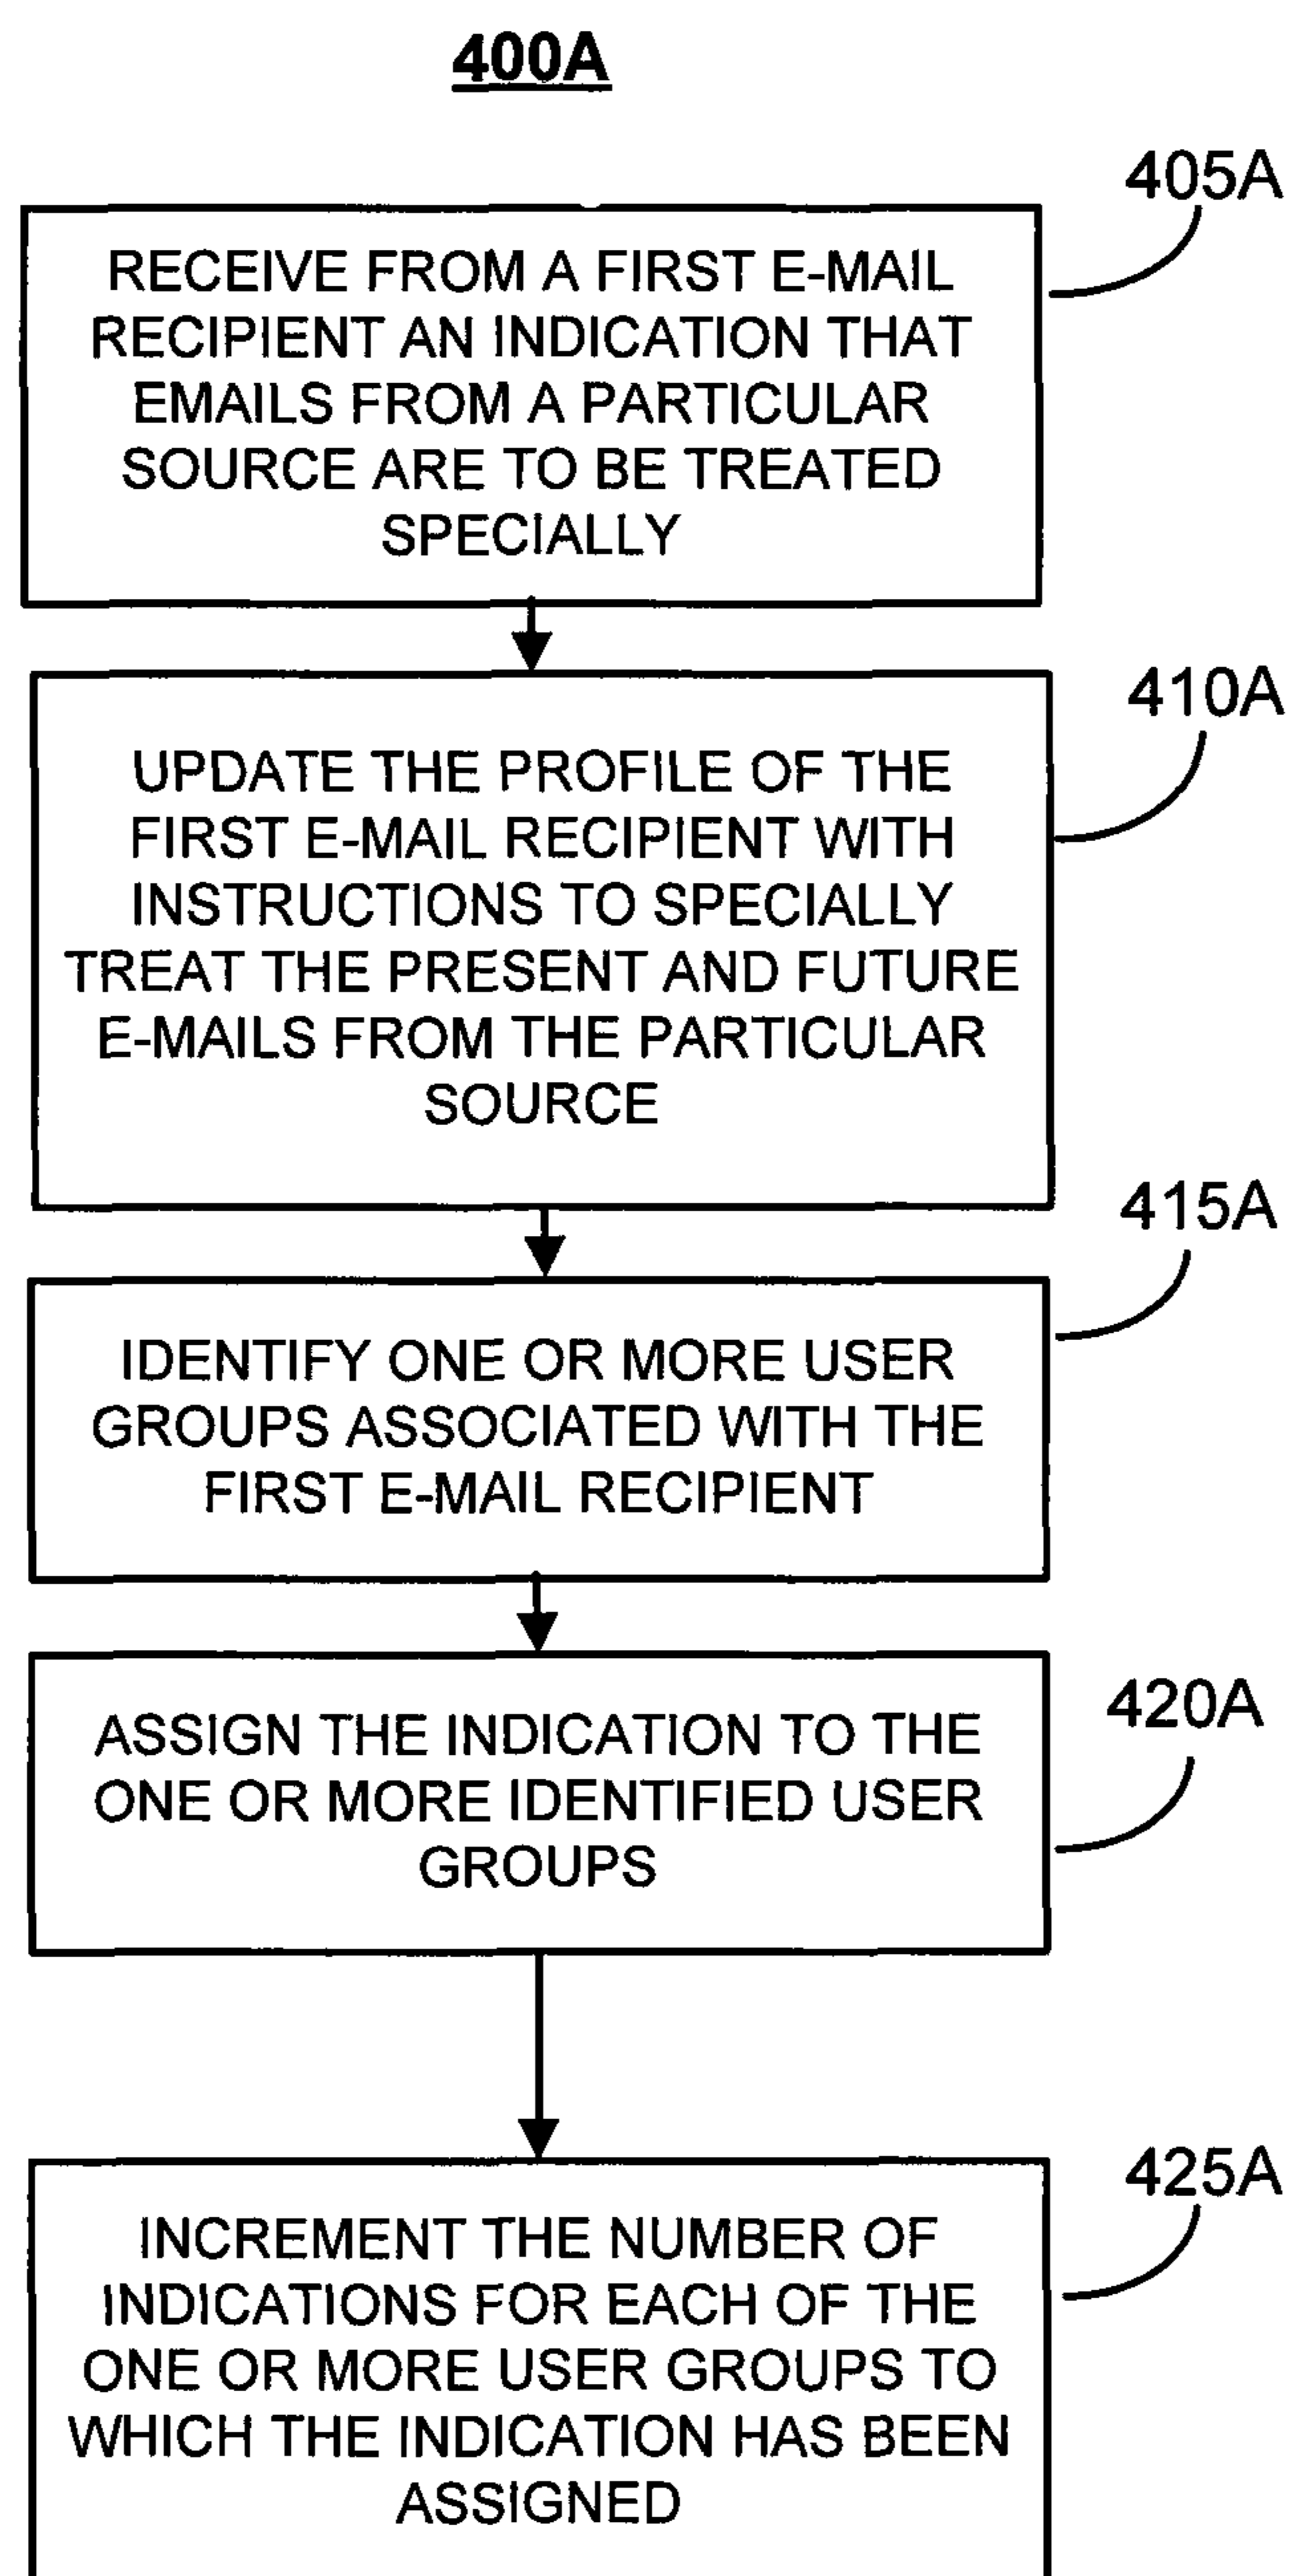 400A
405A
RECEIVE FROM A FIRST E-MAIL
RECIPIENT AN INDICATION THAT
EMAILS FROM A PARTICULAR
SOURCE ARE TO BE TREATED
SPECIALLY
410A
UPDATE THE PROFILE OF THE
FIRST E-MAIL RECIPIENT WITH
INSTRUCTIONS TO SPECIALLY
TREAT THE PRESENT AND FUTURE
E-MAILS FROM THE PARTICULAR
SOURCE
415A
IDENTIFY ONE OR MORE USER
GROUPS ASSOCIATED WITH THE
FIRST E-MAIL RECIPIENT
420A
ASSIGN THE INDICATION TO THE
ONE OR MORE IDENTIFIED USER
GROUPS
425A
INCREMENT THE NUMBER OF
INDICATIONS FOR EACH OF THE
ONE OR MORE USER GROUPS TO
WHICH THE INDICATION HAS BEEN
ASSIGNED